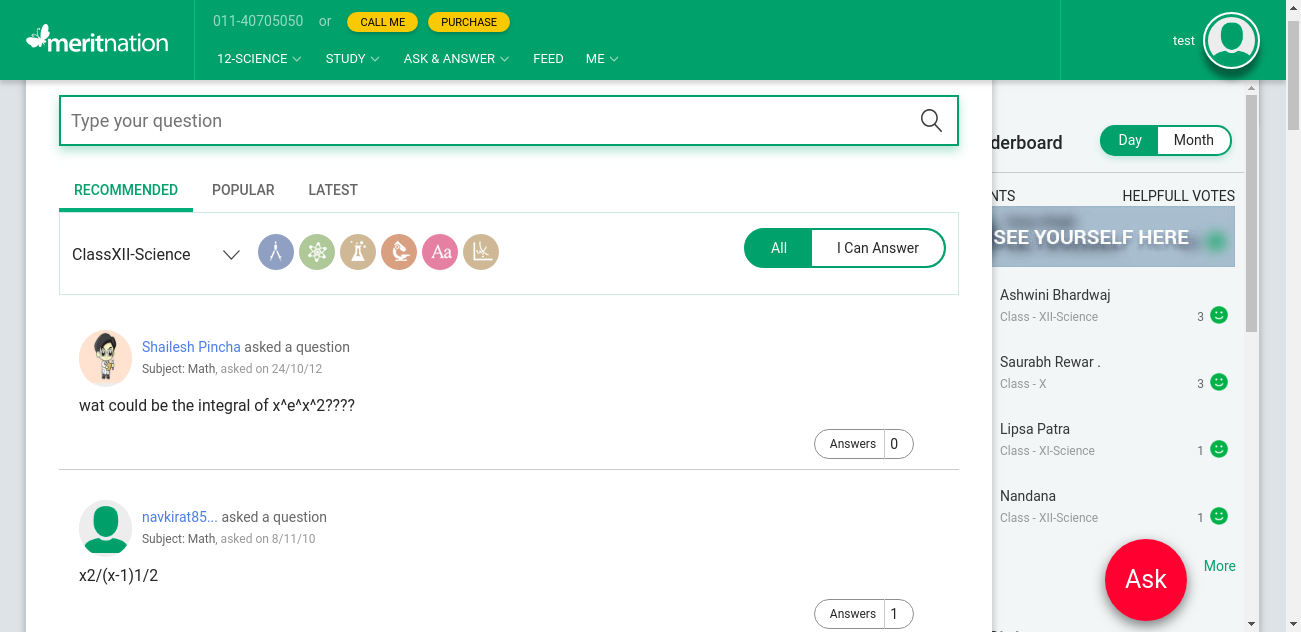 011-40705050 or CALL ME PURCHASE
meritnation
12-SCIENCE STUDY ASK & ANSWER FEED ME
test
Type your question
derboard Day Month
RECOMMENDED POPULAR LATEST
NTS HELPFULL VOTES
SEE YOURSELF HERE
ClassXII-Science Aa All I Can Answer
Ashwini Bhardwaj
Class - XII-Science 3
Shailesh Pincha asked a question
Subject: Math, asked on 24/10/12
wat could be the integral of x^e^x^2????
Answers 0
Saurabh Rewar .
Class - X 3
Lipsa Patra
Class - XI-Science 1
Nandana
Class - XII-Science 1
navkirat85... asked a question
Subject: Math, asked on 8/11/10
x2/(x-1)1/2
Answers 1
More
Ask